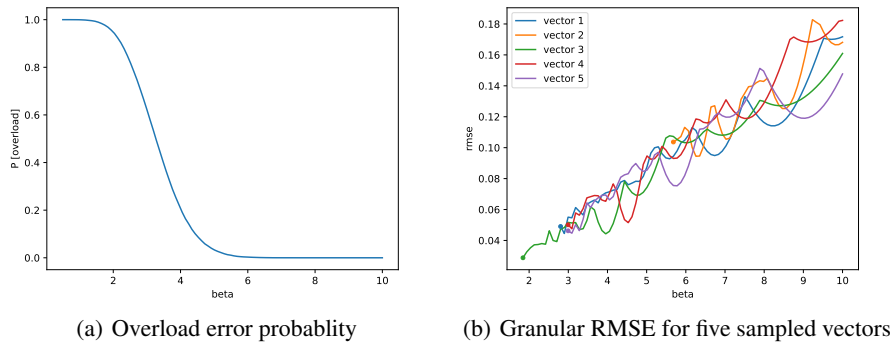 1.0
0.8
0.6
0.4
0.2
0.0
P [overload]
2
4
6
8
10
beta
(a) Overload error probablity
0.18
0.16
0.14
0.12
0.10
0.08
0.06
0.04
rmse
vector 1
vector 2
vector 3
vector 4
vector 5
2
3
4
5
6
7
8
9
10
beta
(b) Granular RMSE for five sampled vectors